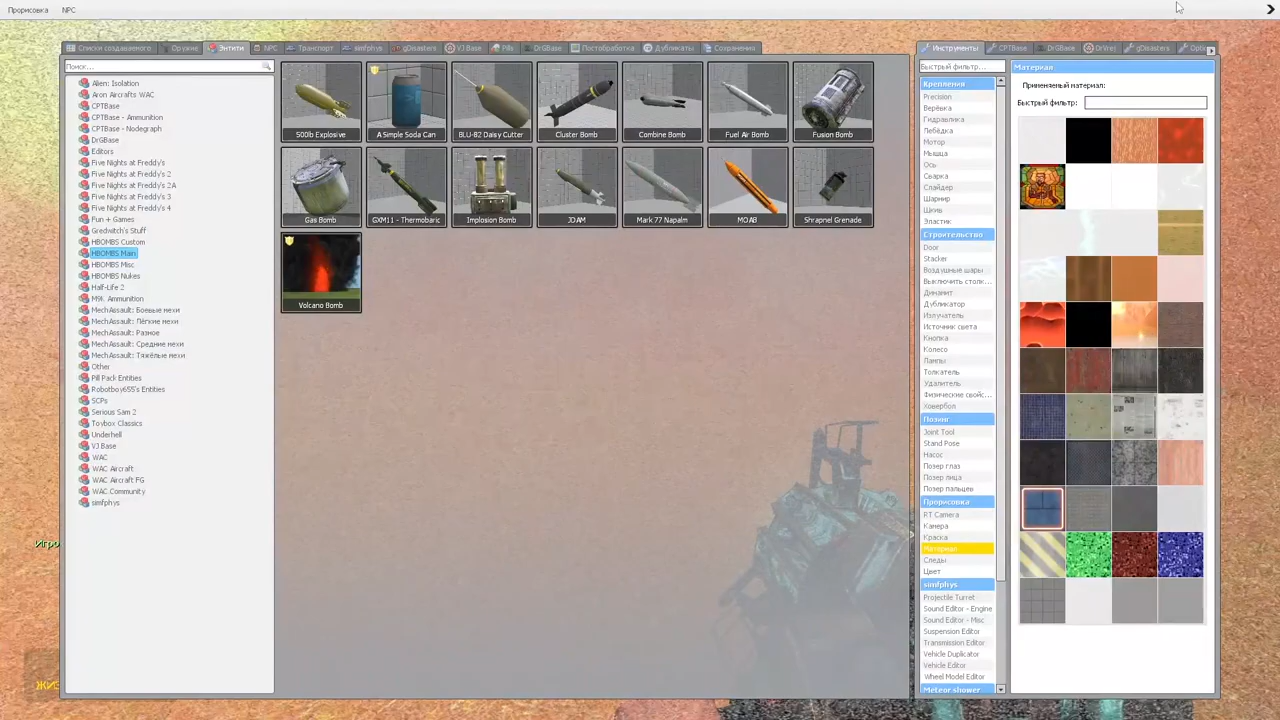 Прорисовка NPC
Списки создаваемого Оружие Энтити NPC Транспорт simfphys gDisasters VJ Base Pills DrGBase Постобработка Дубликаты Сохранения
Поиск...
Alien: Isolation
Aron Aircrafts WAC
CPTBase
CPTBase - Ammunition
CPTBase - Nodegraph
DrGBase
Editors
Five Nights at Freddy's
Five Nights at Freddy's 2
Five Nights at Freddy's 2A
Five Nights at Freddy's 3
Five Nights at Freddy's 4
Fun + Games
Gredwitch's Stuff
HBOMBS Custom
HBOMBS Main
HBOMBS Misc
HBOMBS Nukes
Half-Life 2
M9k Ammunition
MechAssault: Боевые мехи
MechAssault: Лёгкие мехи
MechAssault: Разное
MechAssault: Средние мехи
MechAssault: Тяжёлые мехи
Other
Pill Pack Entities
Robotboy655's Entities
SCPs
Serious Sam 2
Toybox Classics
Underhell
VJ Base
WAC
WAC Aircraft
WAC Aircraft FG
WAC Community
simfphys
500lb Explosive A Simple Soda Can BLU-82 Daisy Cutter Cluster Bomb Combine Bomb Fuel Air Bomb Fusion Bomb
Gas Bomb GXM11 - Thermobaric Implosion Bomb JDAM Mark 77 Napalm MOAB Shrapnel Grenade
Volcano Bomb
Игро
ЖИЗ
Инструменты CPTBase DrGBase DrVrej gDisasters Opti
Быстрый фильтр...
Крепления
Precision
Верёвка
Гидравлика
Лебёдка
Мотор
Мышца
Ось
Сварка
Слайдер
Шарнир
Шкив
Эластик
Строительство
Door
Stacker
Воздушные шары
Выключить столк...
Динамит
Дубликатор
Излучатель
Источник света
Кнопка
Колесо
Лампы
Толкатель
Удалитель
Физические свойс...
Ховербол
Позинг
Joint Tool
Stand Pose
Насос
Позер глаз
Позер лица
Позер пальцев
Прорисовка
RT Camera
Камера
Краска
Материал
Следы
Цвет
simfphys
Projectile Turret
Sound Editor - Engine
Sound Editor - Misc
Suspension Editor
Transmission Editor
Vehicle Duplicator
Vehicle Editor
Wheel Model Editor
Meteor shower
Материал
Применяемый материал:
Быстрый фильтр: